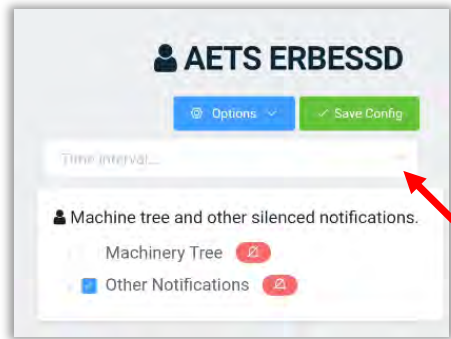 AETS ERBESSD
Options Save Config
Time interval...
Machine tree and other silenced notifications.
Machinery Tree
Other Notifications